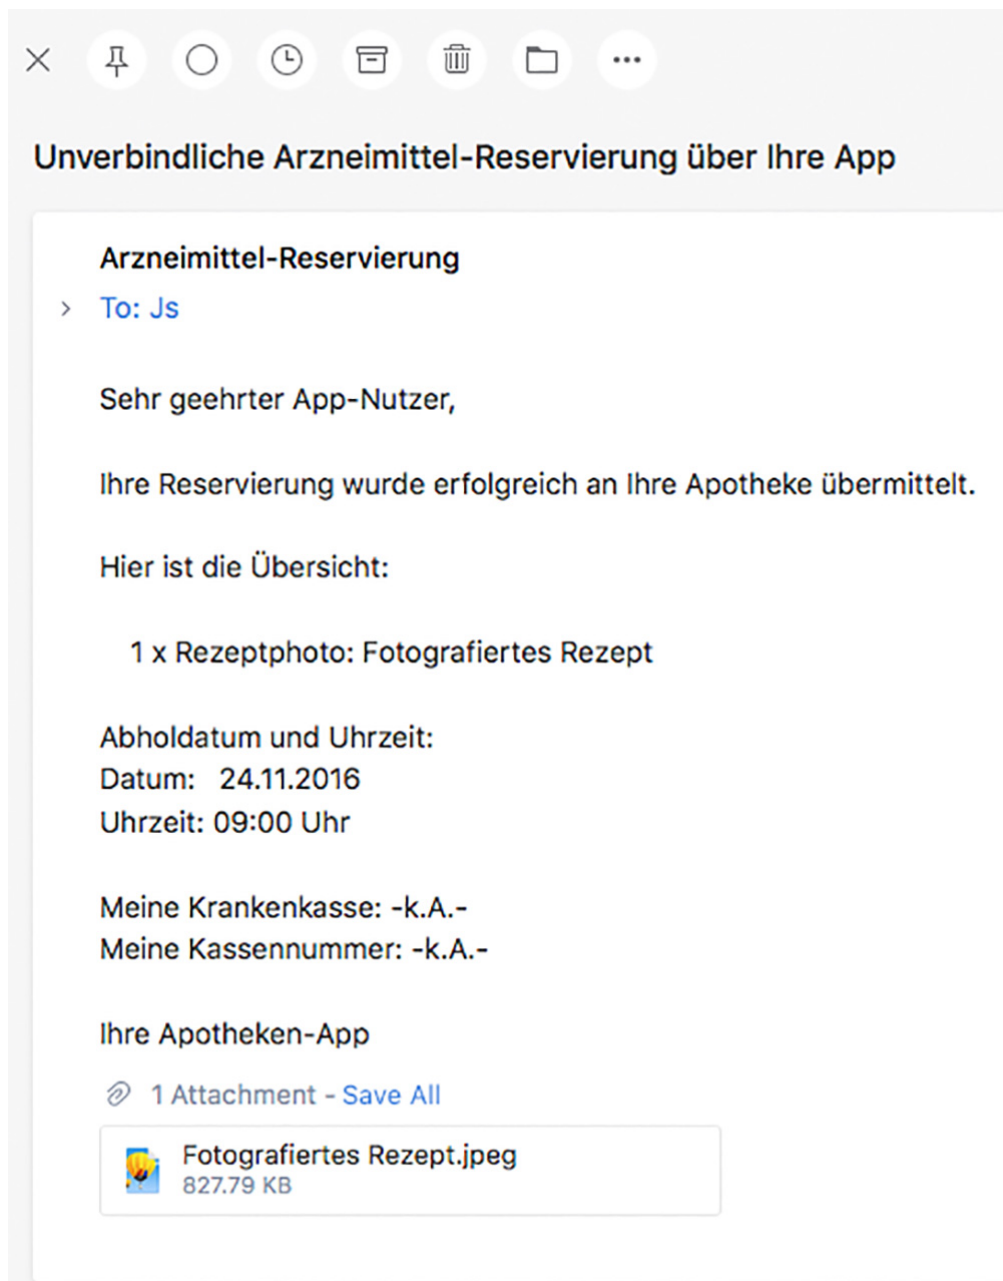 Unverbindliche Arzneimittel-Reservierung über Ihre App
Arzneimittel-Reservierung
To: Js
Sehr geehrter App-Nutzer,
Ihre Reservierung wurde erfolgreich an Ihre Apotheke übermittelt.
Hier ist die Übersicht:
1 x Rezeptphoto: Fotografiertes Rezept
Abholdatum und Uhrzeit:
Datum: 24.11.2016
Uhrzeit: 09:00 Uhr
Meine Krankenkasse: -k.A.-
Meine Kassennummer: -k.A.-
Ihre Apotheken-App
1 Attachment - Save All
Fotografiertes Rezept.jpeg
827.79 KB